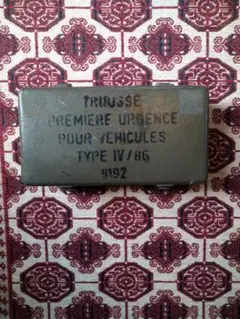 TROUSSE
PREMIERE URGENCE
POUR VEHICULES
TYPE IV/86
9192